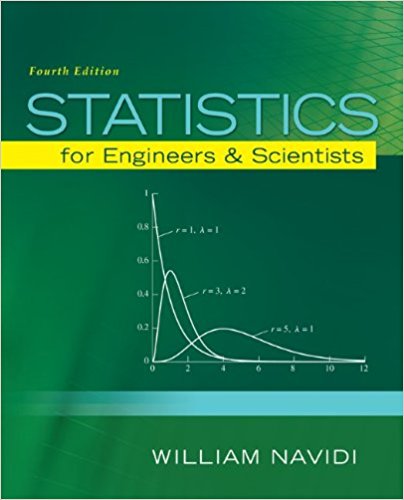 Fourth Edition
STATISTICS
for Engineers & Scientists
1
0.8
0.6
0.4
0.2
0
r = 1, λ = 1
r = 3, λ = 2
r = 5, λ = 1
0 2 4 6 8 10 12
WILLIAM NAVIDI